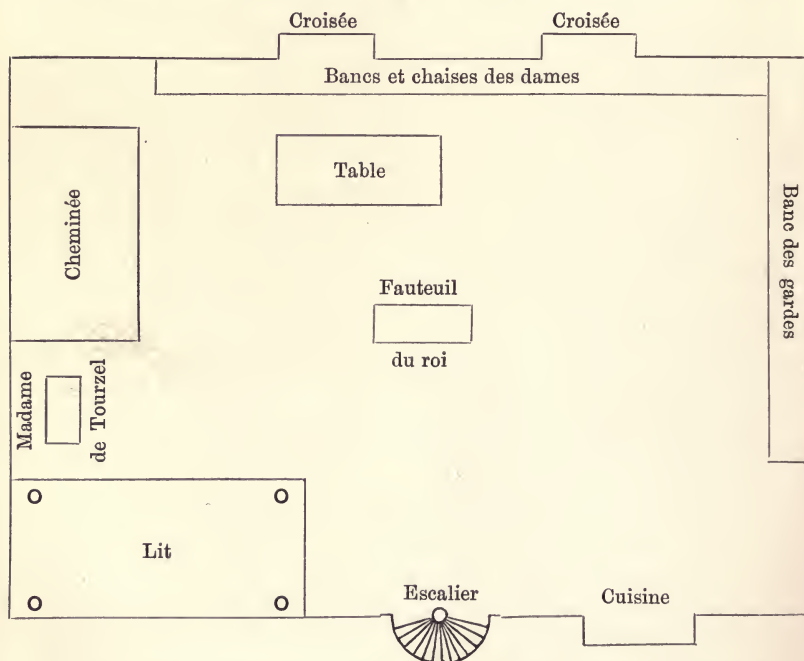 Croisée
Croisée
Bancs et chaises des dames
Table
Cheminée
Banc des gardes
Fauteuil
du roi
Madame
de Tourzel
Lit
Escalier
Cuisine